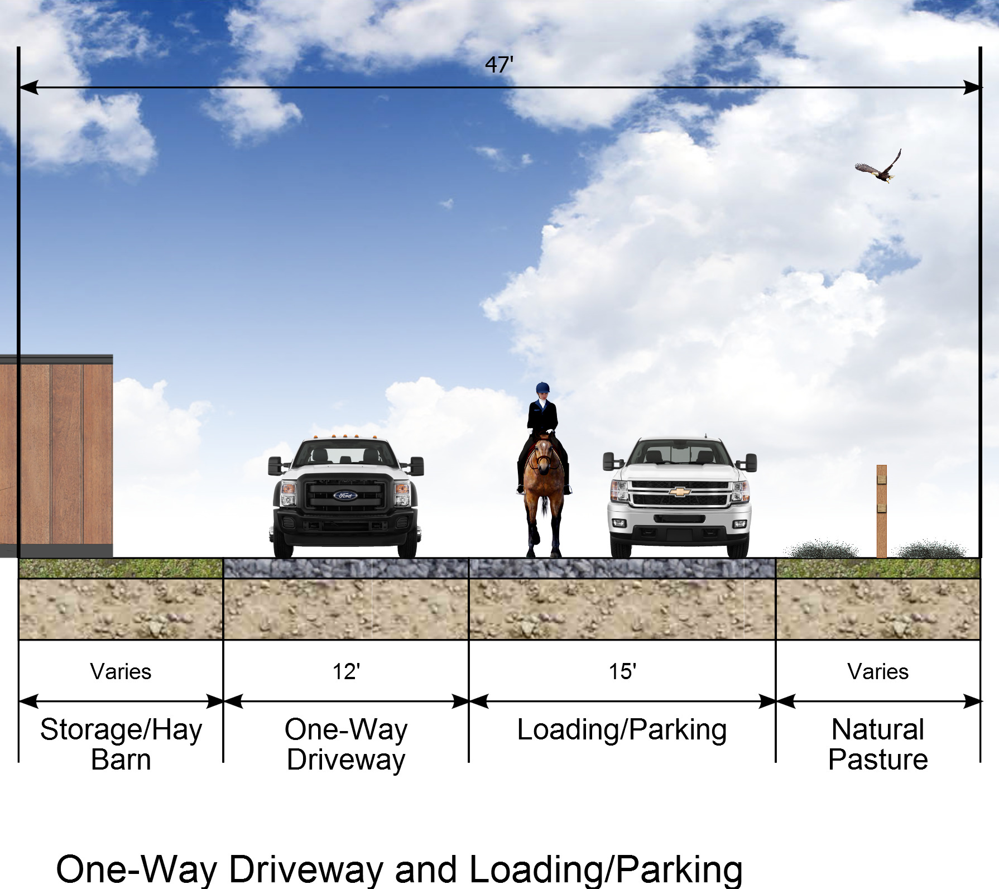 47'
Ford
Varies
12'
15'
Varies
Storage/Hay
Barn
One-Way
Driveway
Loading/Parking
Natural
Pasture
One-Way Driveway and Loading/Parking